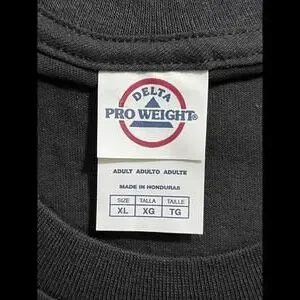 DELTA
PRO WEIGHT®
ADULT ADULTO ADULTE
MADE IN HONDURAS
SIZE TALLA TAILLE
XL XG TG